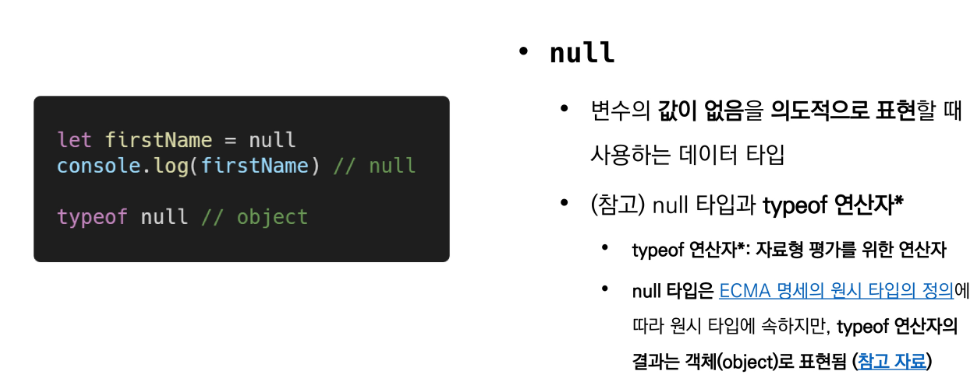 let firstName = null
console.log(firstName) // null
typeof null // object
• null
• 변수의 값이 없음을 의도적으로 표현할 때
사용하는 데이터 타입
• (참고) null 타입과 typeof 연산자*
• typeof 연산자*: 자료형 평가를 위한 연산자
• null 타입은 ECMA 명세의 원시 타입의 정의에
따라 원시 타입에 속하지만, typeof 연산자의
결과는 객체(object)로 표현됨 (참고 자료)